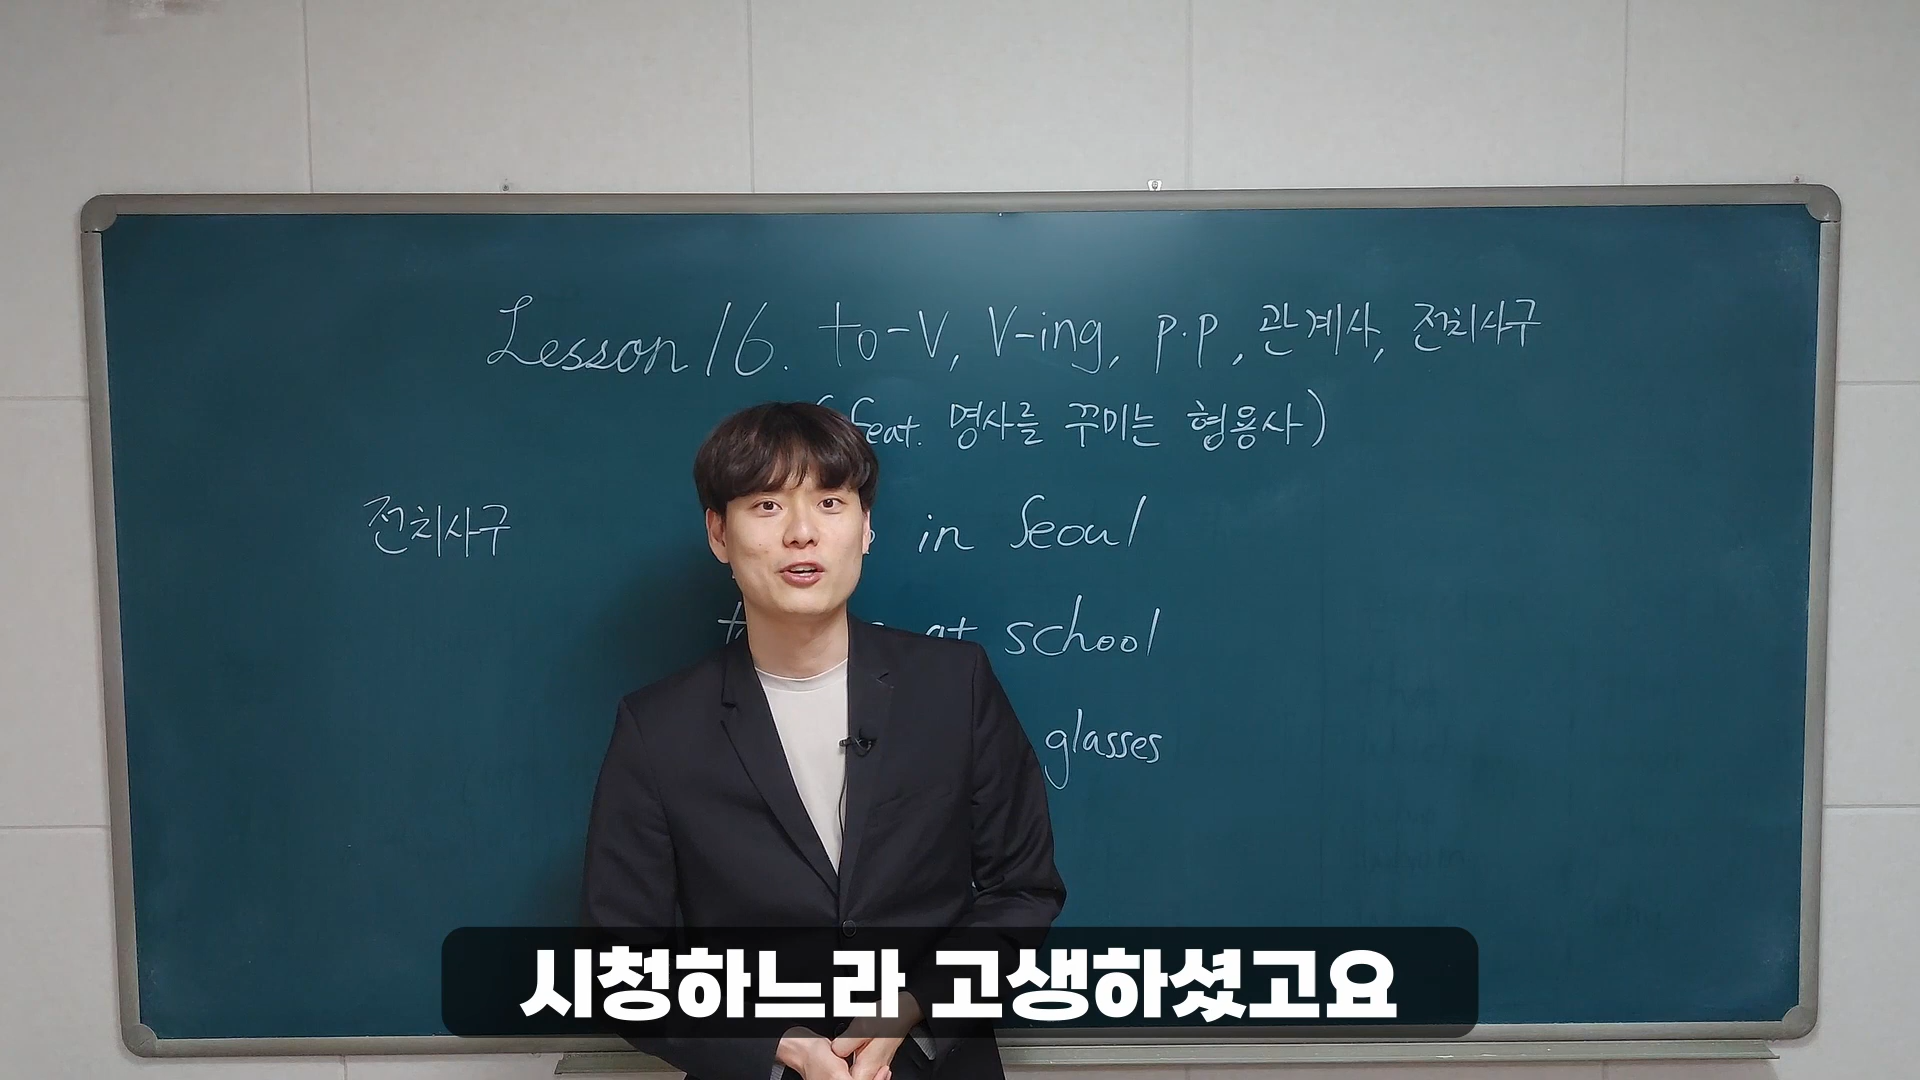 Lesson 16. to-V, V-ing, p.p, 관계사, 전치사구
(feat. 명사를 꾸미는 형용사)
전치사구
in Seoul
at school
glasses
시청하느라 고생하셨고요